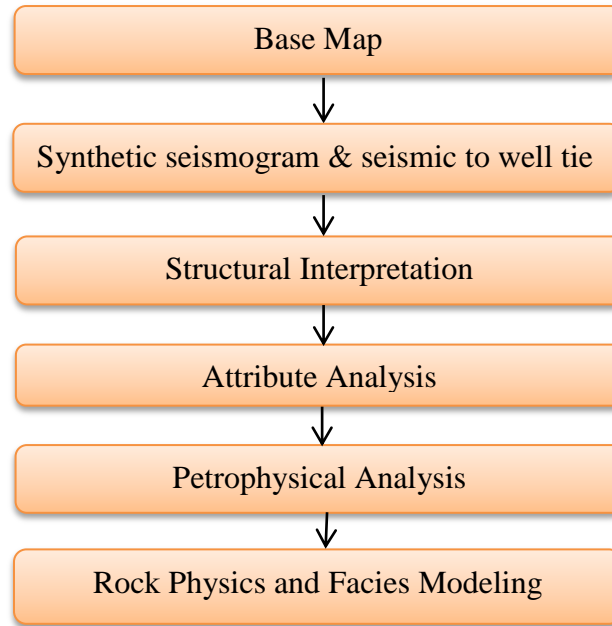 Base Map
Synthetic seismogram & seismic to well tie
Structural Interpretation
Attribute Analysis
Petrophysical Analysis
Rock Physics and Facies Modeling